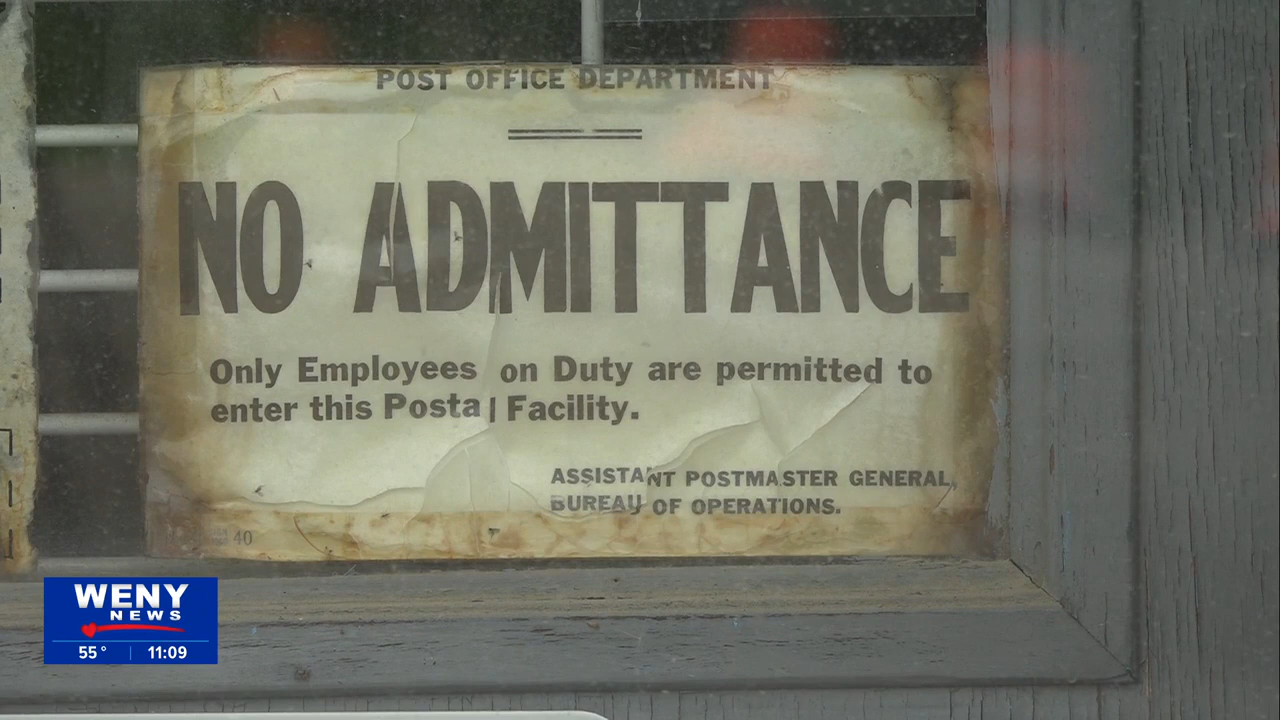 POST OFFICE DEPARTMENT
NO ADMITTANCE
Only Employees on Duty are permitted to
enter this Postal Facility.
ASSISTANT POSTMASTER GENERAL,
BUREAU OF OPERATIONS.
40
WENY
NEWS
55° | 11:09